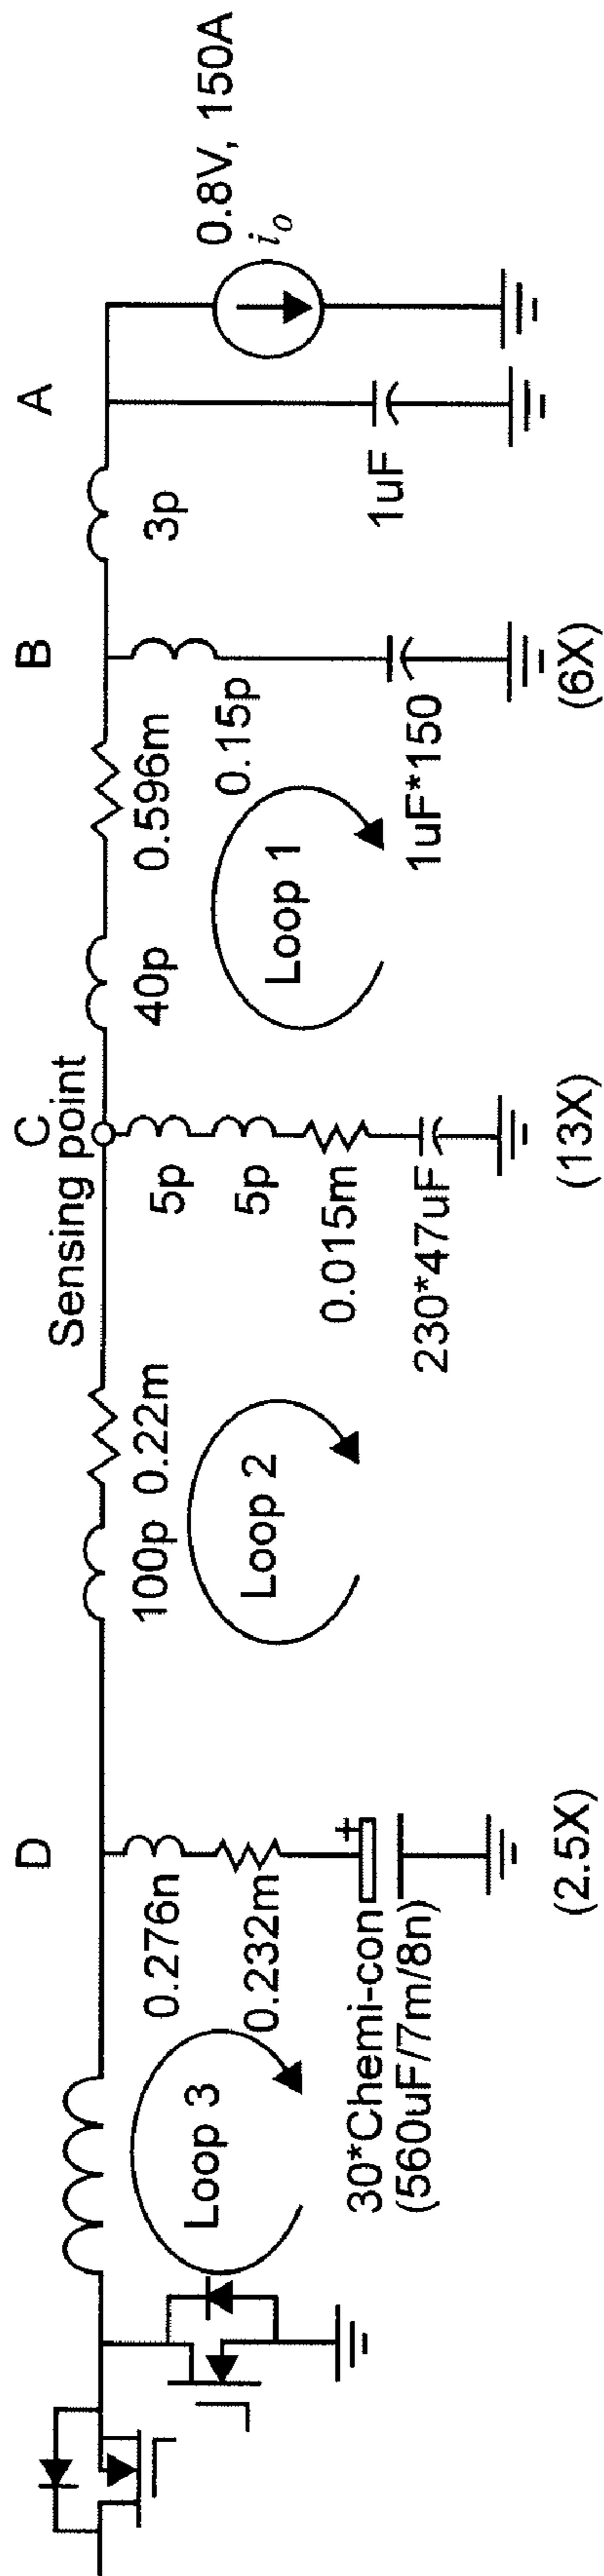 D
C
B
A
Sensing point
100p
0.22m
40p
0.596m
3p
0.8V, 150A
i_o
Loop 3
0.276n
0.232m
30*Chemi-con
(560uF/7m/8n)
Loop 2
5p
5p
0.015m
230*47uF
Loop 1
0.15p
1uF*150
1uF
(2.5X)
(13X)
(6X)